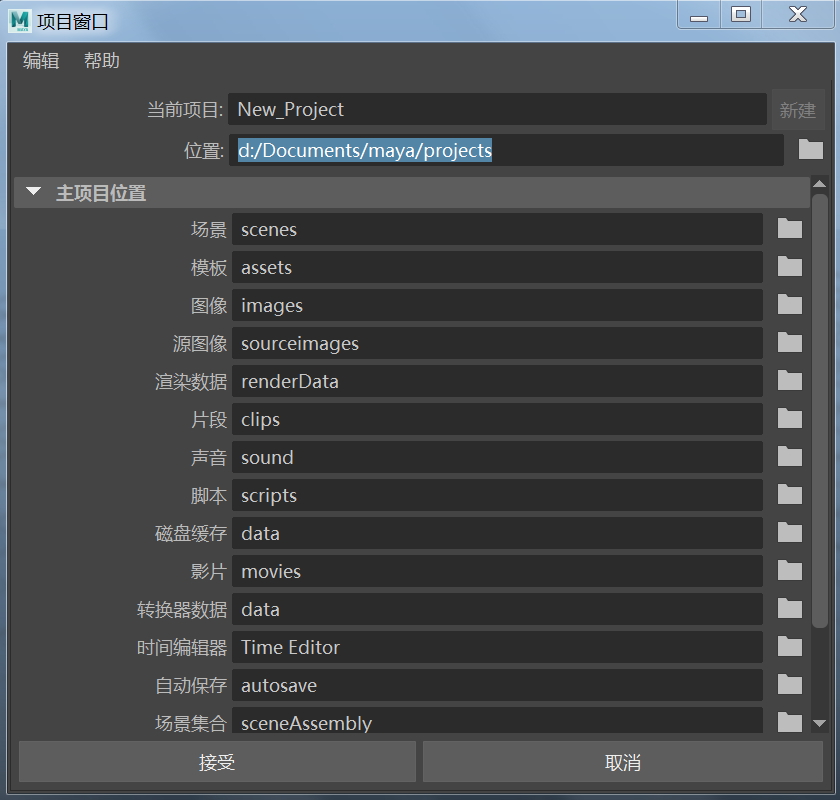 项目窗口
编辑 帮助
当前项目: New_Project 新建
位置: d:/Documents/maya/projects
主项目位置
场景 scenes
模板 assets
图像 images
源图像 sourceimages
渲染数据 renderData
片段 clips
声音 sound
脚本 scripts
磁盘缓存 data
影片 movies
转换器数据 data
时间编辑器 Time Editor
自动保存 autosave
场景集合 sceneAssembly
接受 取消